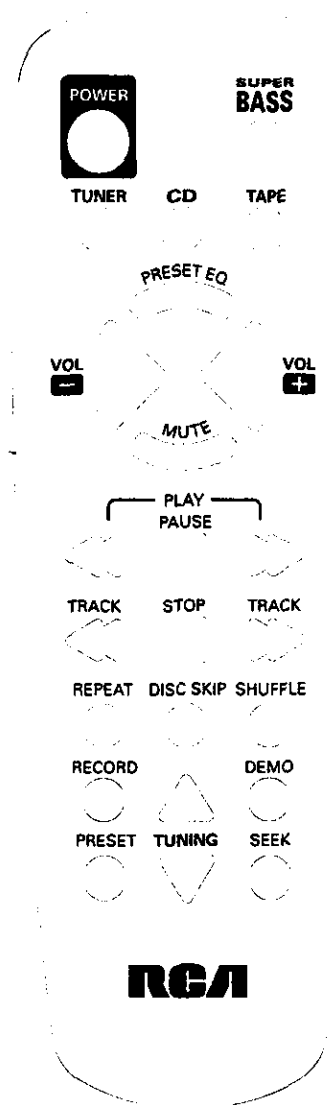 SUPER
POWER BASS
TUNER CD TAPE
PRESET EQ
VOL VOL
- +
MUTE
PLAY
PAUSE
TRACK STOP TRACK
REPEAT DISC SKIP SHUFFLE
RECORD DEMO
PRESET TUNING SEEK
RCA